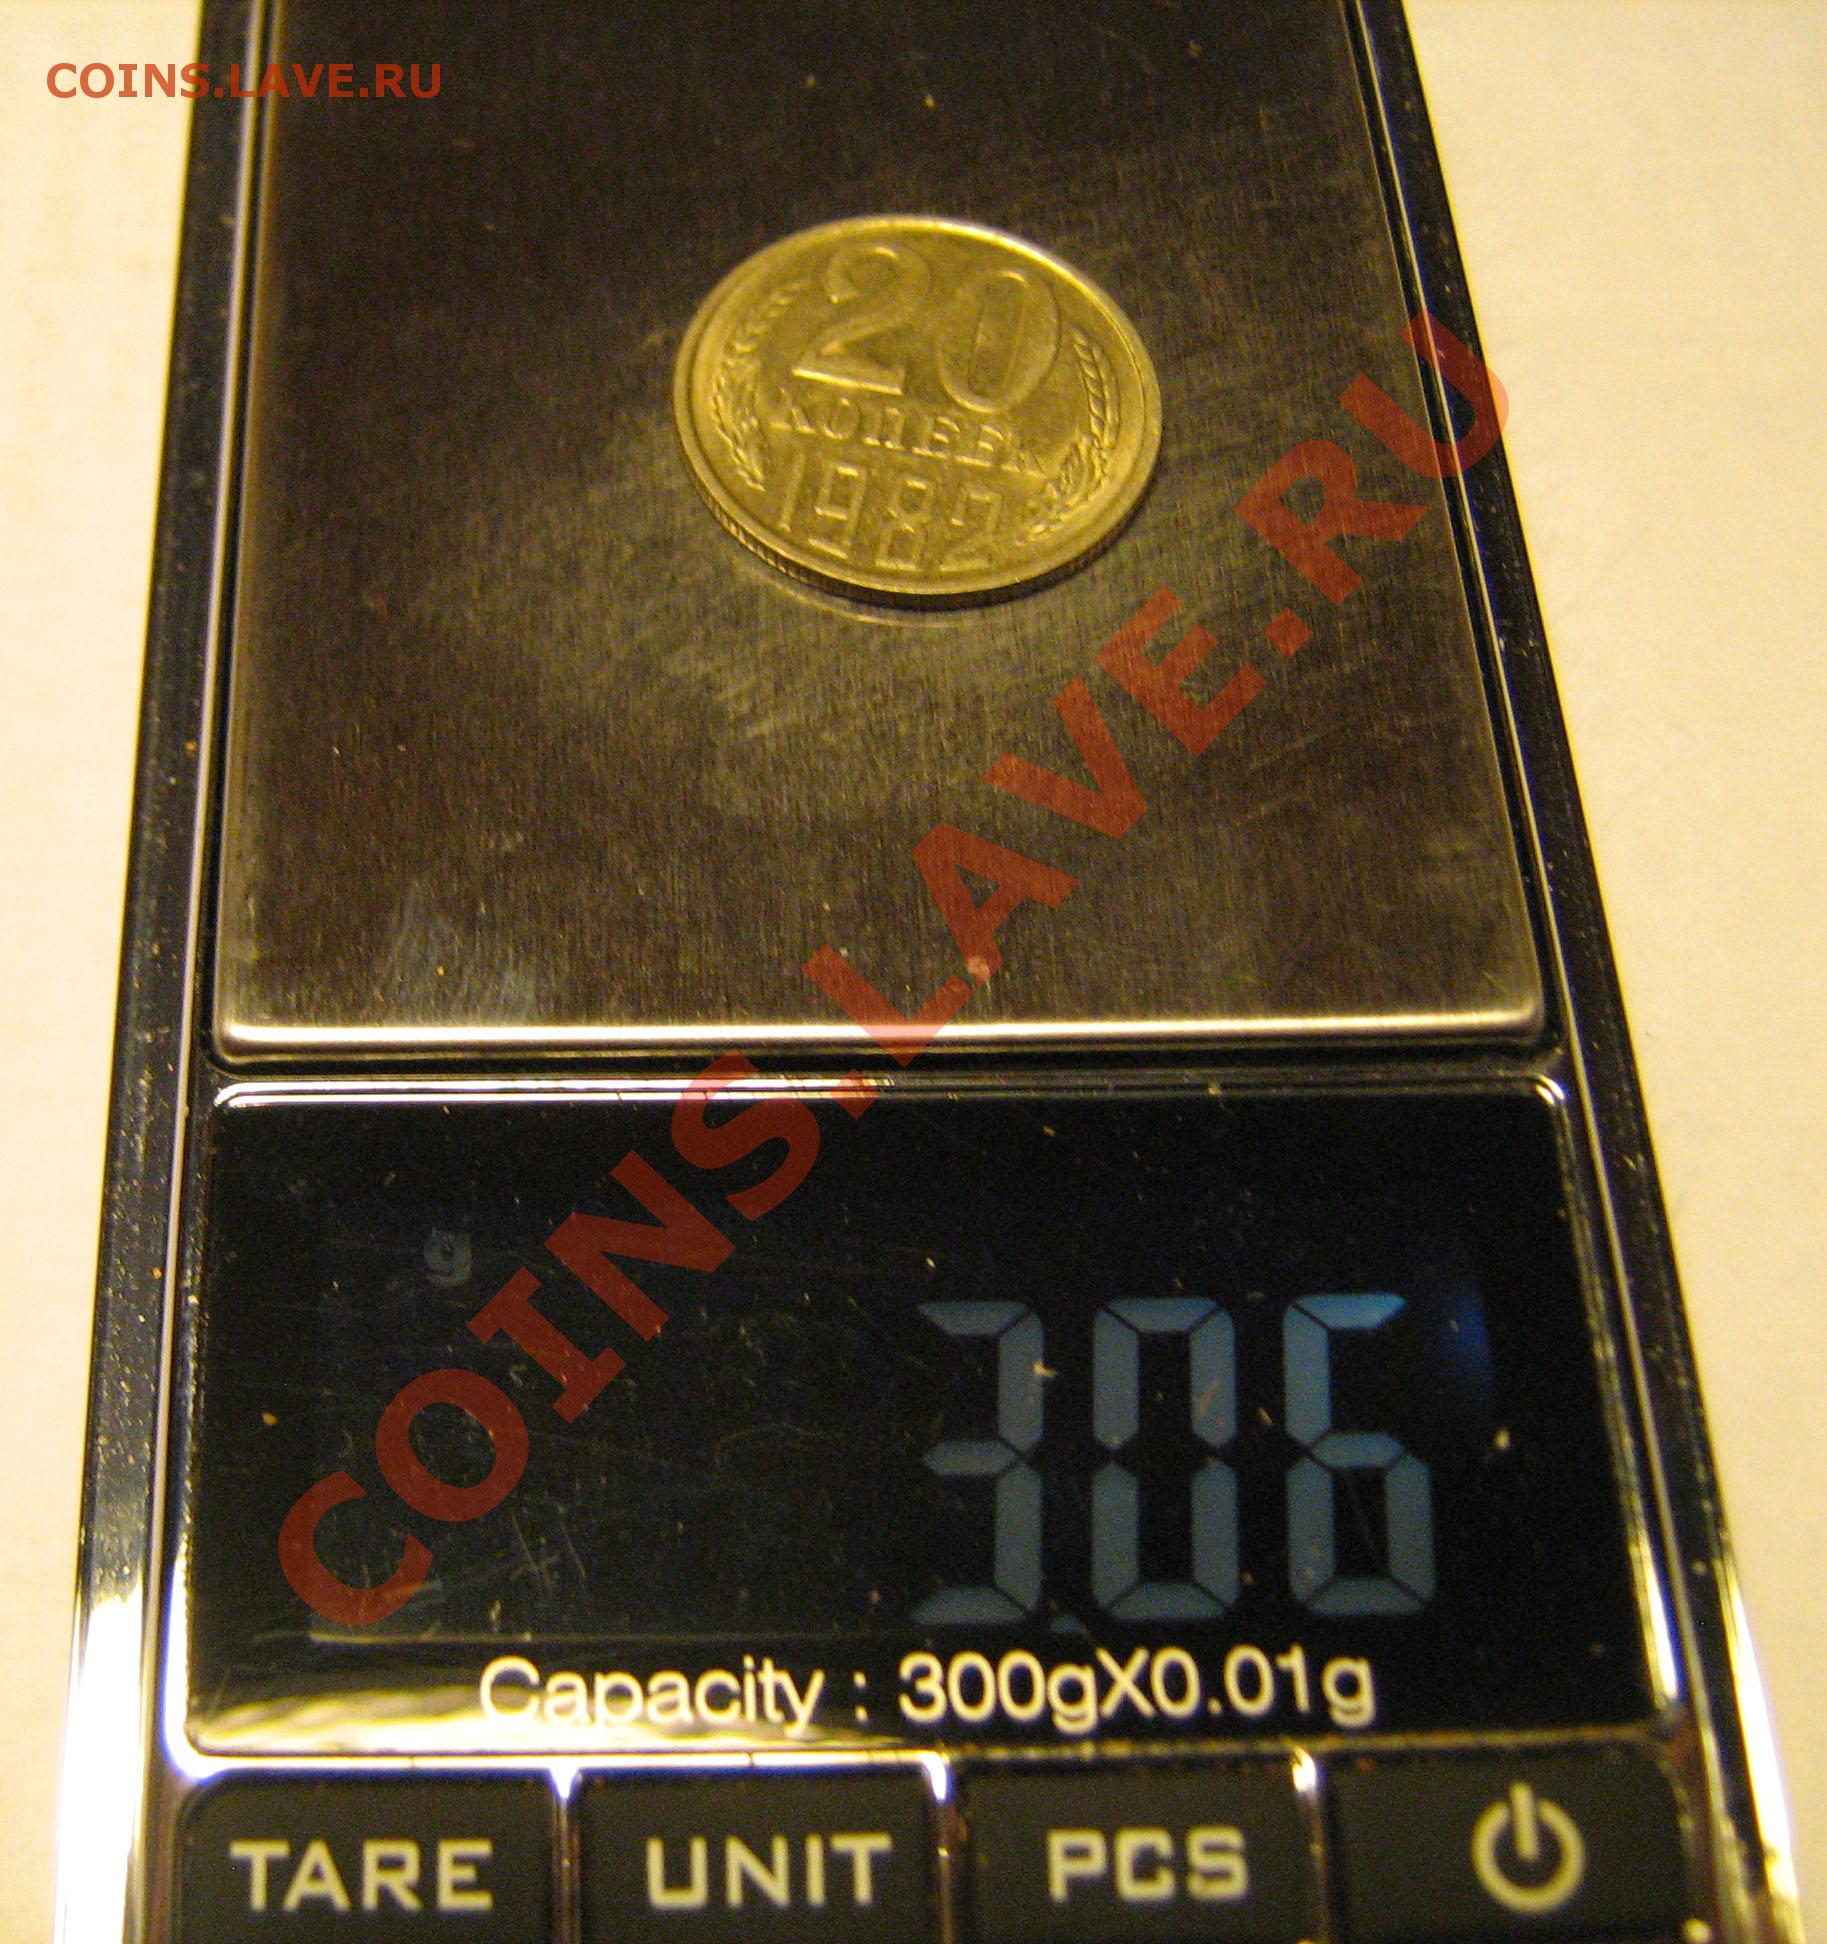 COINS.LAVE.RU
20
КОПЕЕК
1982
COINS.LAVE.RU
g
3.06
Capacity : 300gX0.01g
TARE UNIT PCS